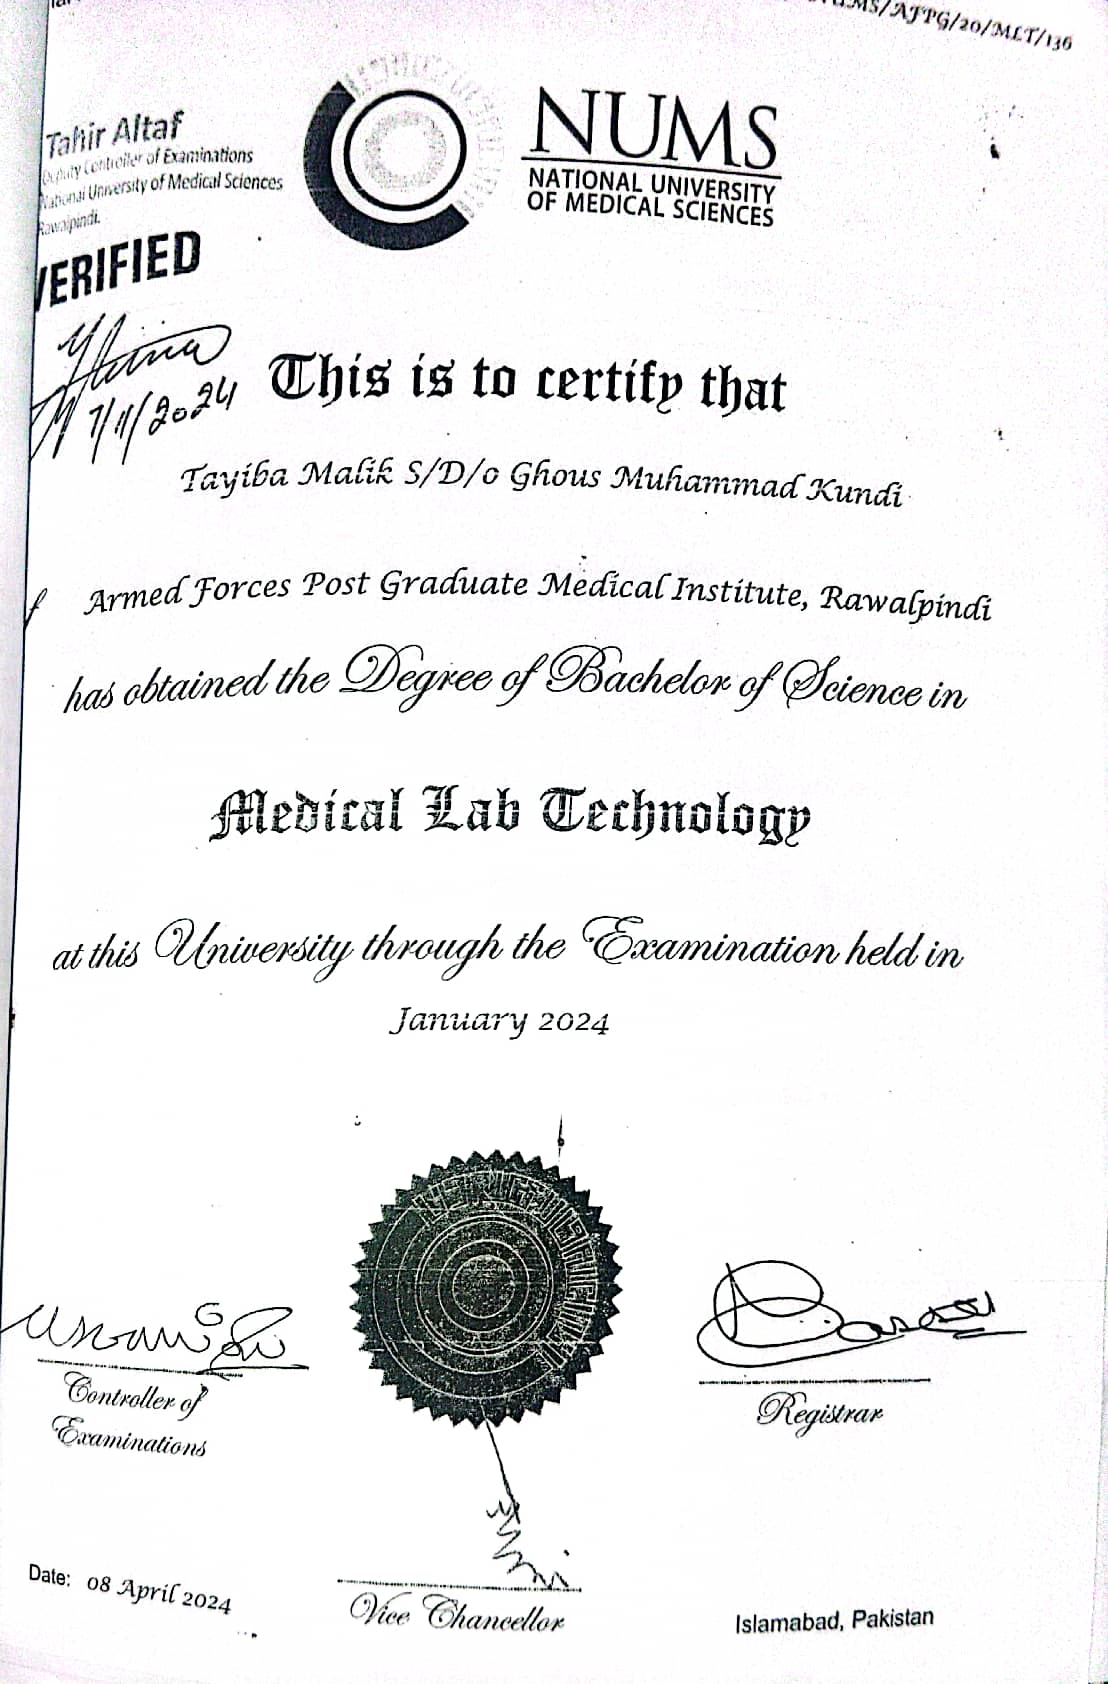 MS/AFPG/20/MLT/136
Tahir Altaf
Deputy Controller of Examinations
National University of Medical Sciences
Rawalpindi.
VERIFIED
7/11/2024
NUMS
NATIONAL UNIVERSITY
OF MEDICAL SCIENCES
This is to certify that
Tayiba Malik S/D/o Ghous Muhammad Kundi
f Armed Forces Post Graduate Medical Institute, Rawalpindi
has obtained the Degree of Bachelor of Science in
Medical Lab Technology
at this University through the Examination held in
January 2024
Controller of
Examinations
Registrar
Date: 08 April 2024
Vice Chancellor
Islamabad, Pakistan